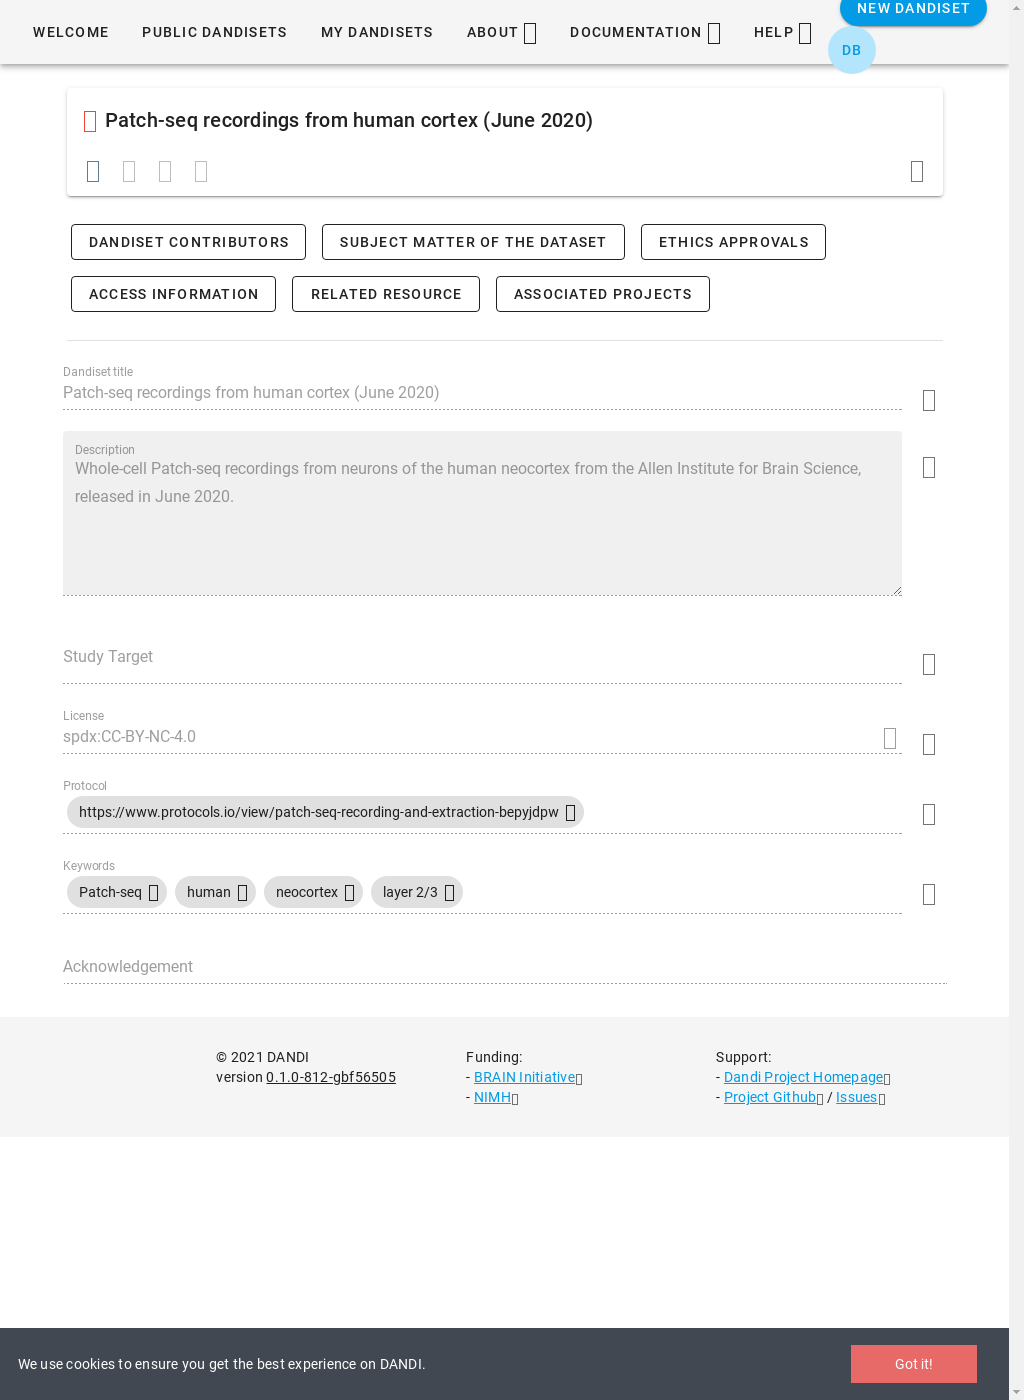 WELCOME PUBLIC DANDISETS MY DANDISETS ABOUT DOCUMENTATION HELP NEW DANDISET
DB
Patch-seq recordings from human cortex (June 2020)
DANDISET CONTRIBUTORS SUBJECT MATTER OF THE DATASET ETHICS APPROVALS
ACCESS INFORMATION RELATED RESOURCE ASSOCIATED PROJECTS
Dandiset title
Patch-seq recordings from human cortex (June 2020)
Description
Whole-cell Patch-seq recordings from neurons of the human neocortex from the Allen Institute for Brain Science,
released in June 2020.
Study Target
License
spdx:CC-BY-NC-4.0
Protocol
https://www.protocols.io/view/patch-seq-recording-and-extraction-bepyjdpw
Keywords
Patch-seq human neocortex layer 2/3
Acknowledgement
© 2021 DANDI
version 0.1.0-812-gbf56505
Funding:
- BRAIN Initiative
- NIMH
Support:
- Dandi Project Homepage
- Project Github / Issues
We use cookies to ensure you get the best experience on DANDI.
Got it!